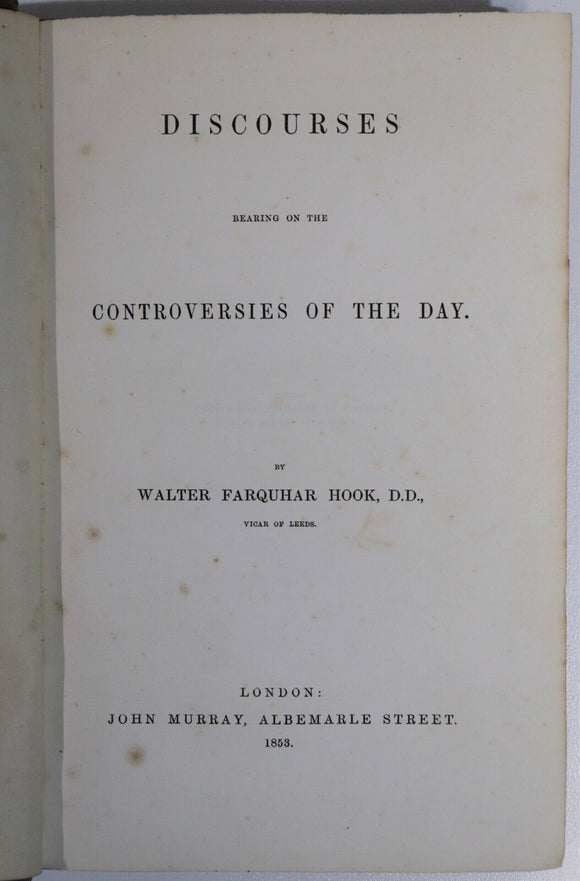 DISCOURSES
BEARING ON THE
CONTROVERSIES OF THE DAY.
BY
WALTER FARQUHAR HOOK, D.D.,
VICAR OF LEEDS.
LONDON:
JOHN MURRAY, ALBEMARLE STREET.
1853.